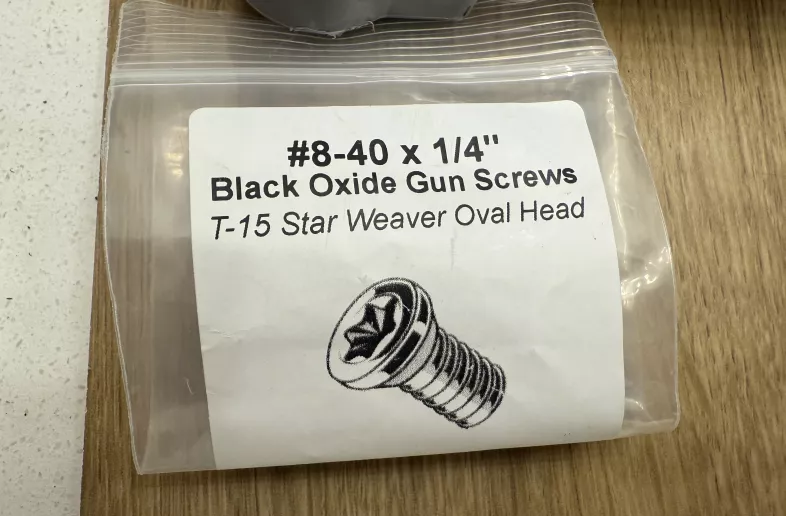 #8-40 x 1/4"
Black Oxide Gun Screws
T-15 Star Weaver Oval Head